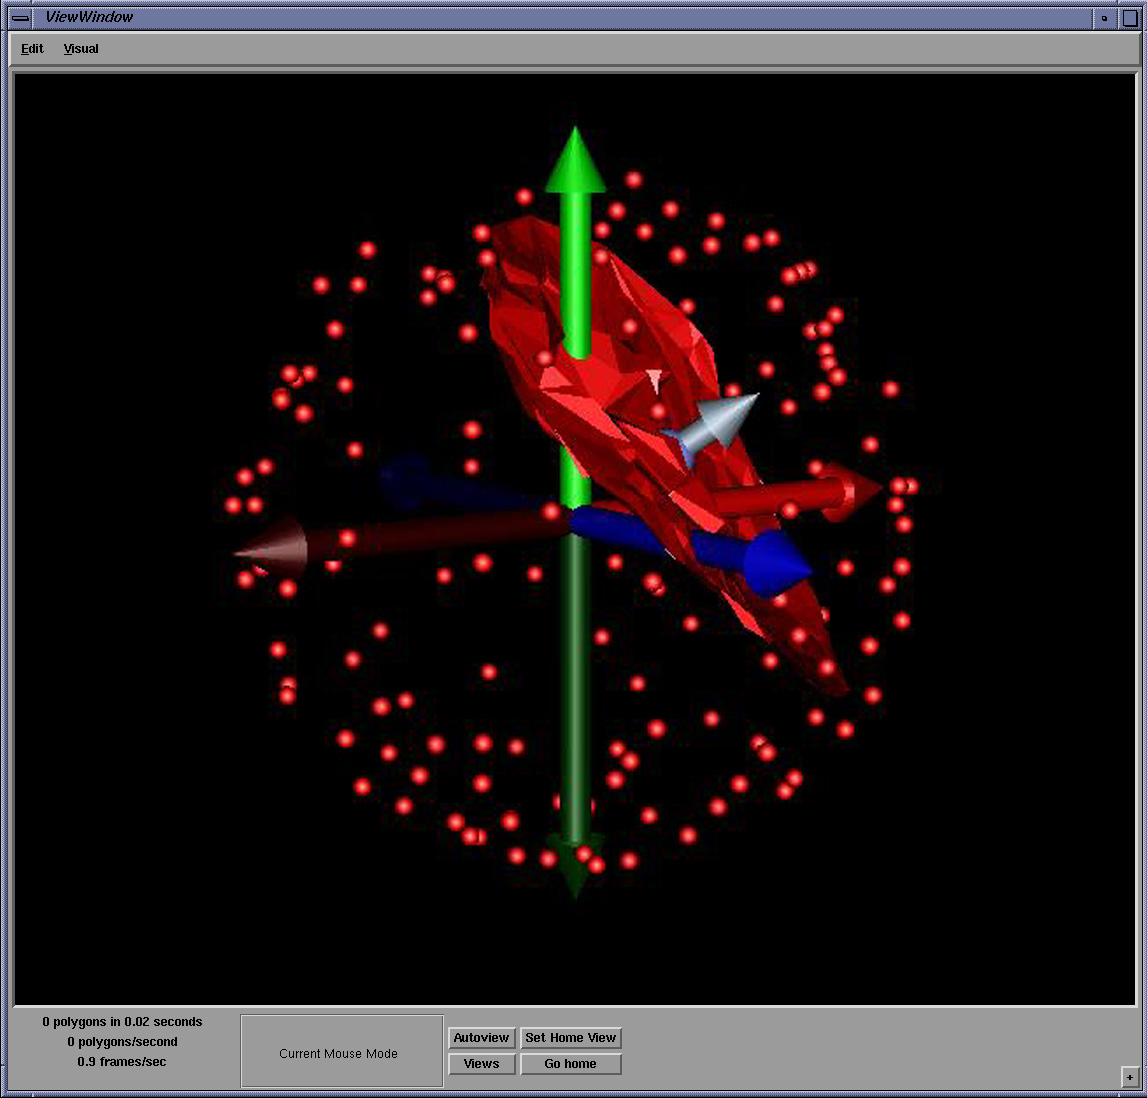 ViewWindow
Edit Visual
0 polygons in 0.02 seconds
0 polygons/second
0.9 frames/sec
Current Mouse Mode
Autoview Set Home View
Views Go home
+